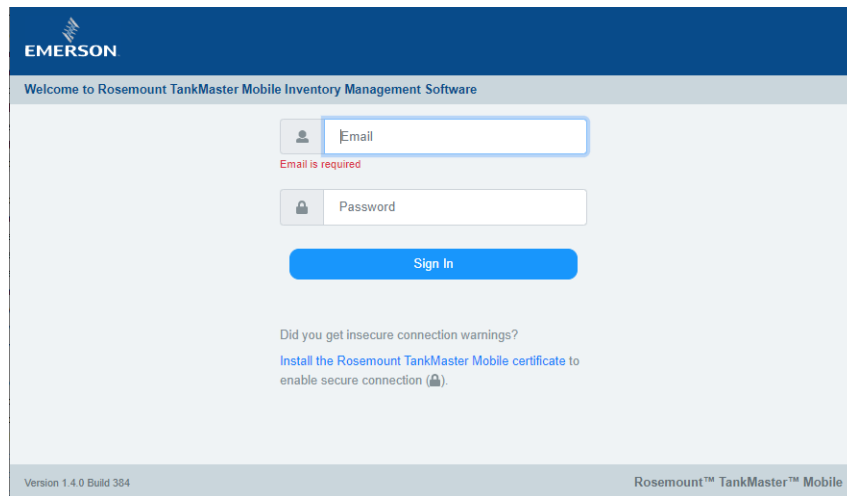 EMERSON
Welcome to Rosemount TankMaster Mobile Inventory Management Software
Email
Email is required
Password
Sign In
Did you get insecure connection warnings?
Install the Rosemount TankMaster Mobile certificate to
enable secure connection ( ).
Version 1.4.0 Build 384
Rosemount™ TankMaster™ Mobile